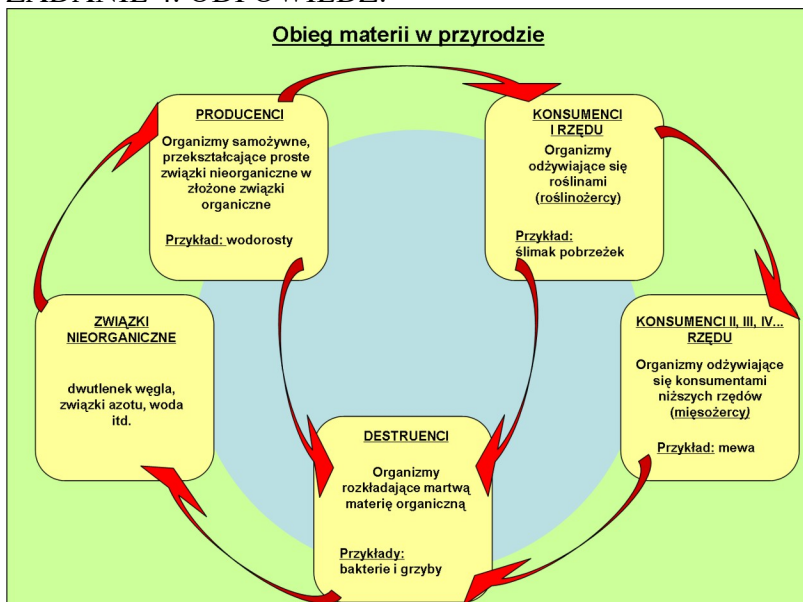 ZADANIE 4. ODPOWIEDŹ:
Obieg materii w przyrodzie
PRODUCENCI
Organizmy samożywne,
przekształcające proste
związki nieorganiczne w
złożone związki
organiczne
Przykład: wodorosty
KONSUMENCI
I RZĘDU
Organizmy
odżywiające się
roślinami
(roślinożercy)
Przykład:
ślimak pobrzeżek
ZWIĄZKI
NIEORGANICZNE
dwutlenek węgla,
związki azotu, woda
itd.
KONSUMENCI II, III, IV...
RZĘDU
Organizmy odżywiające
się konsumentami
niższych rzędów
(mięsożercy)
Przykład: mewa
DESTRUENCI
Organizmy
rozkładające martwą
materię organiczną
Przykłady:
bakterie i grzyby